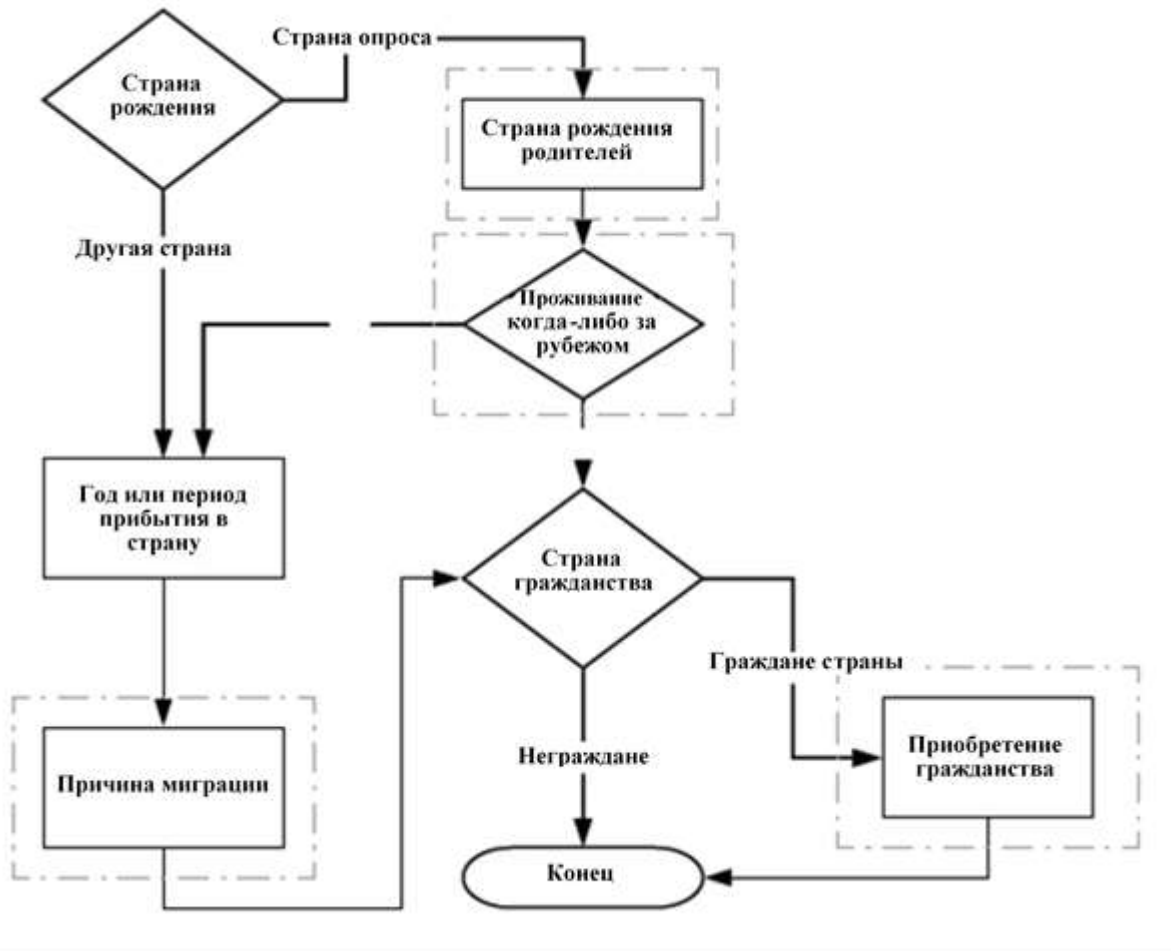 Страна опроса
Страна
рождения
Страна рождения
родителей
Другая страна
Проживание
когда-либо за
рубежом
Год или период
прибытия в
страну
Страна
гражданства
Граждане страны
Неграждане
Приобретение
гражданства
Причина миграции
Конец